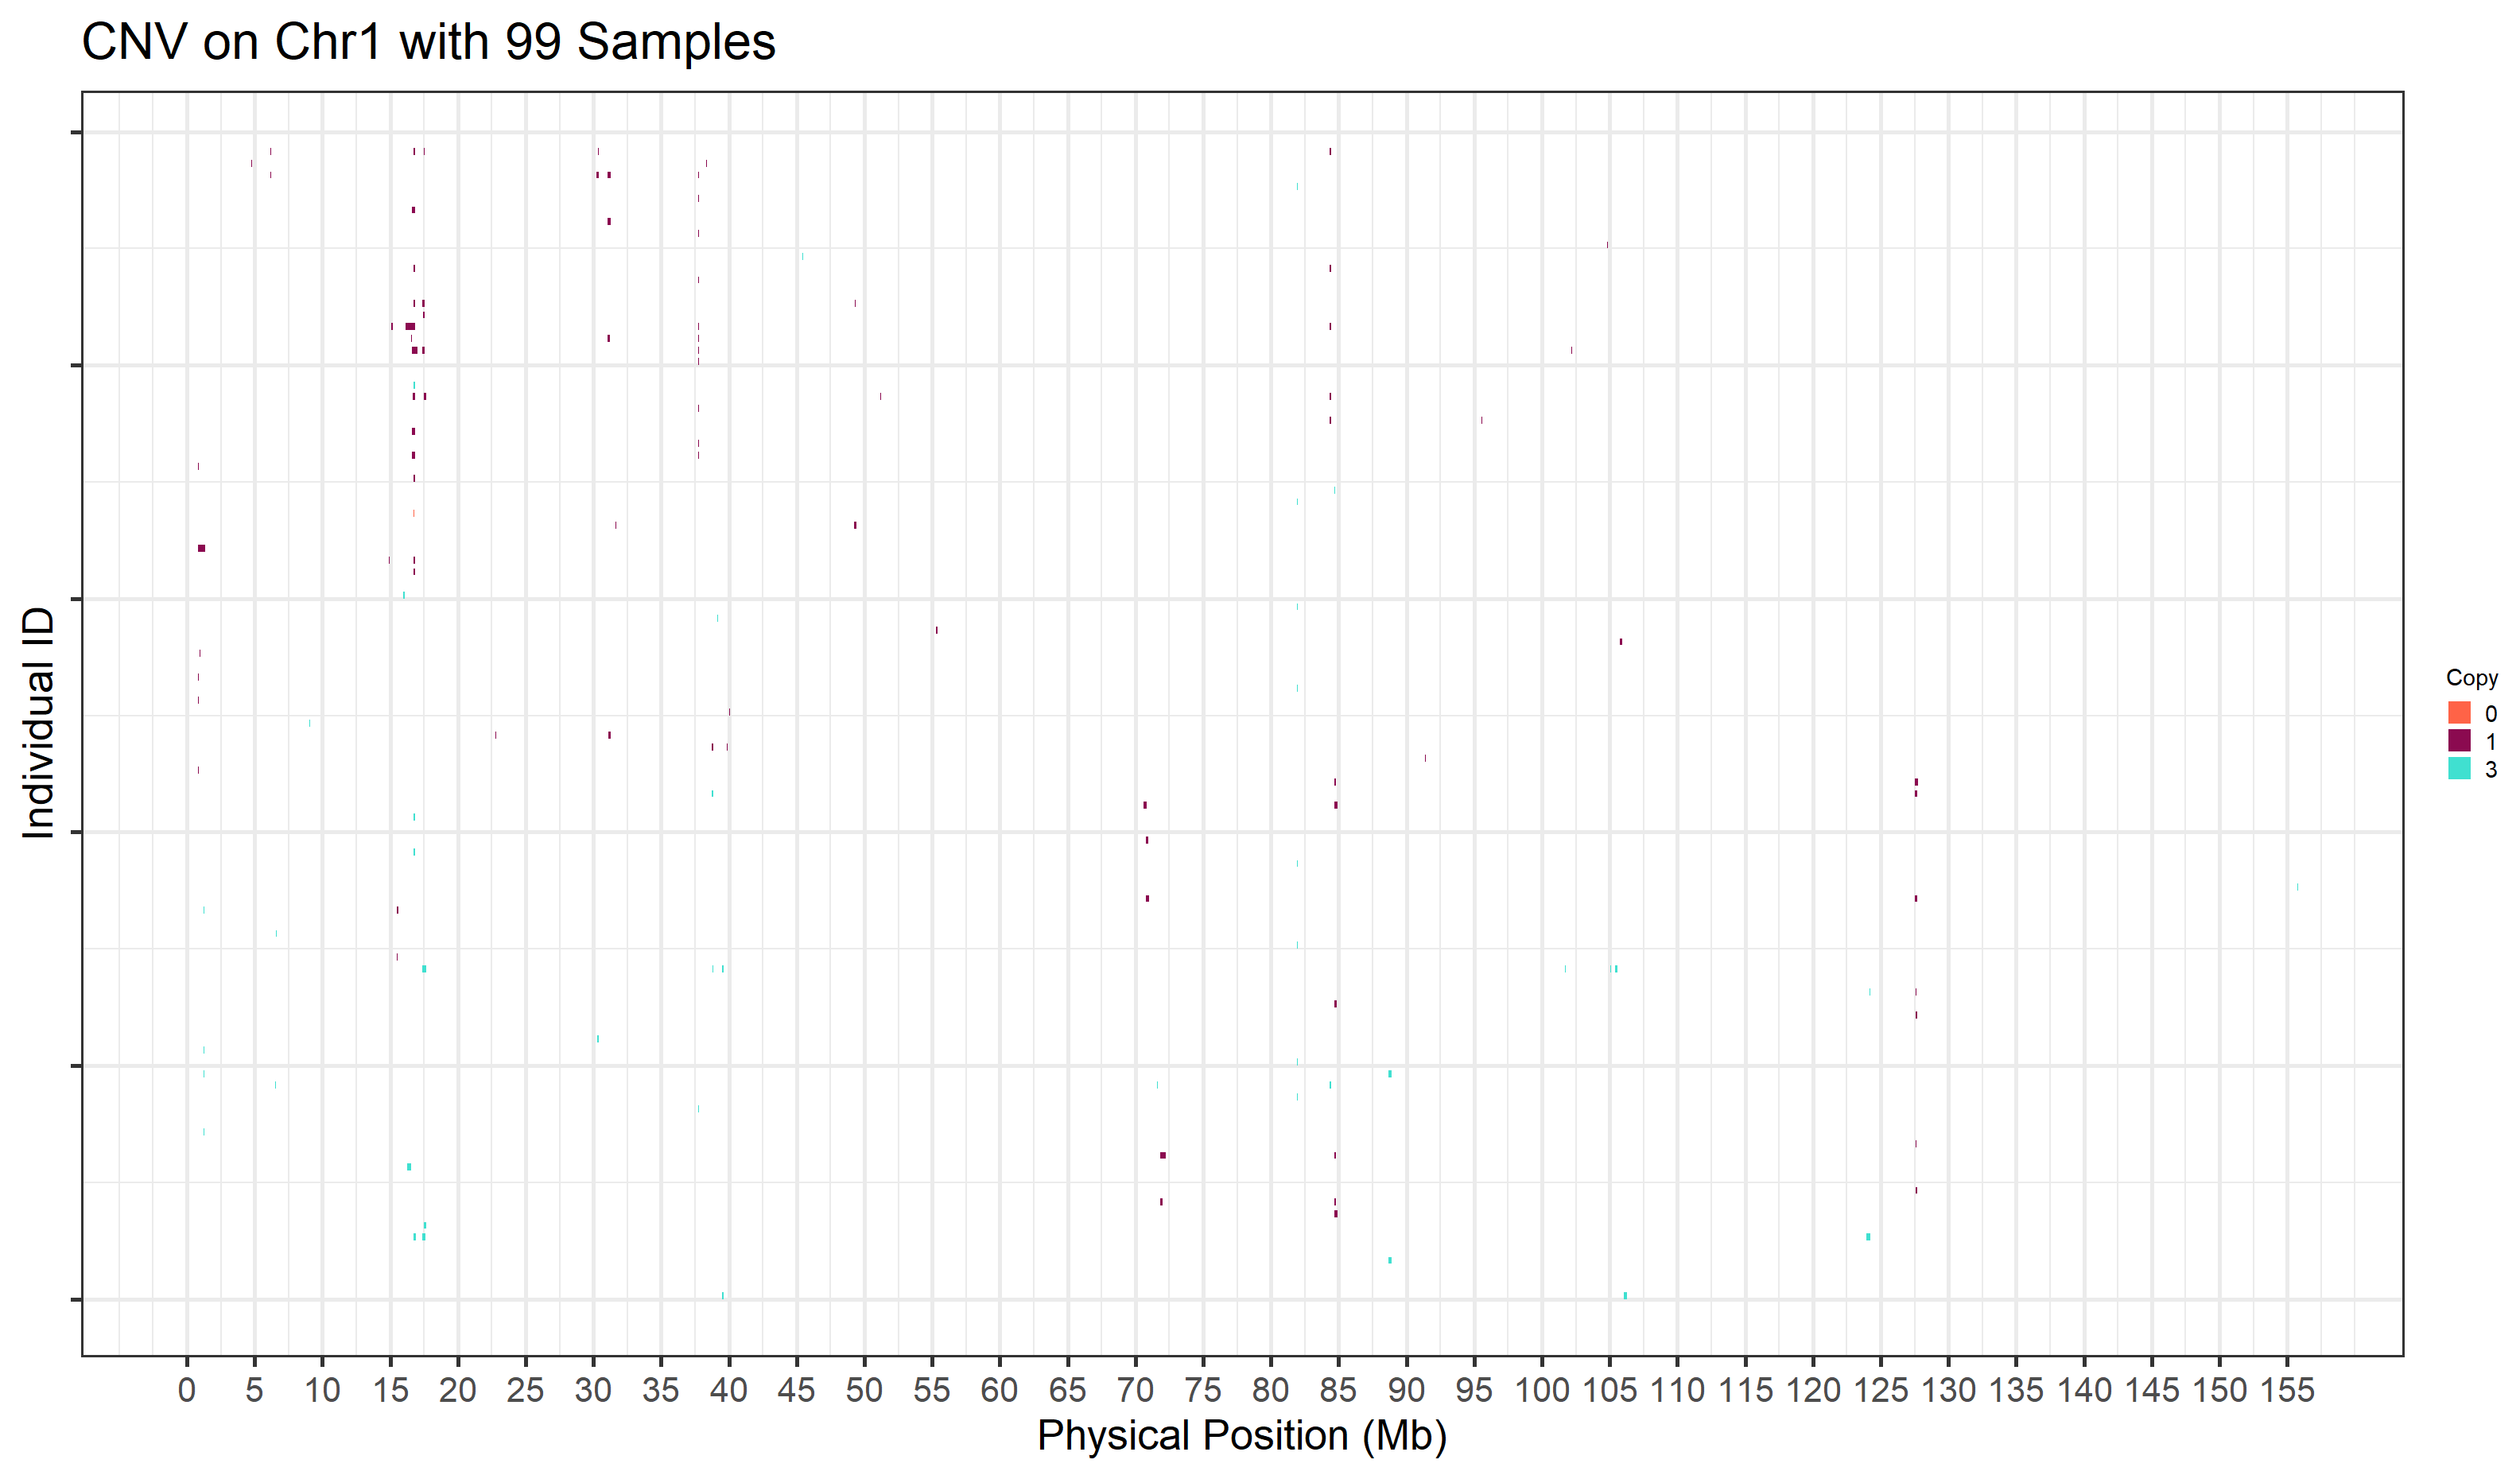 CNV on Chr1 with 99 Samples
Individual ID
Copy
0
1
3
0 5 10 15 20 25 30 35 40 45 50 55 60 65 70 75 80 85 90 95 100 105 110 115 120 125 130 135 140 145 150 155
Physical Position (Mb)